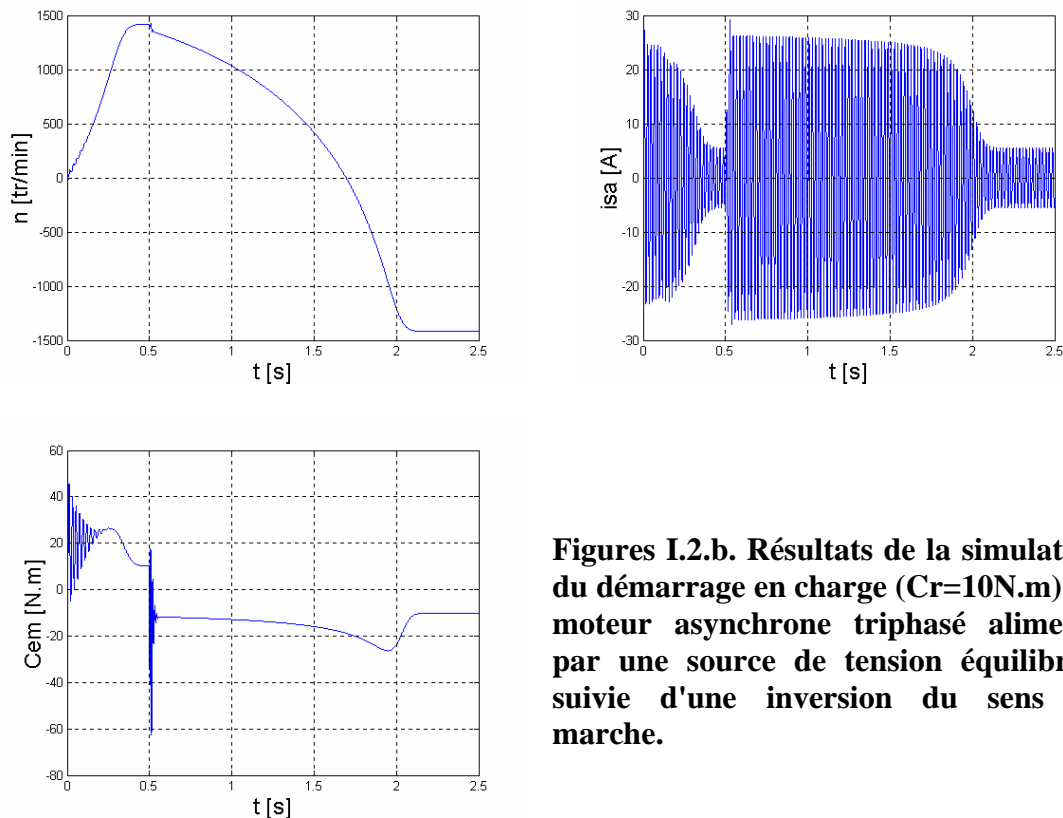 1500
1000
500
0
-500
-1000
-1500
n [tr/min]
0 0.5 1 1.5 2 2.5
t [s]
30
20
10
0
-10
-20
-30
isa [A]
0 0.5 1 1.5 2 2.5
t [s]
60
40
20
0
-20
-40
-60
-80
Cem [N.m]
0 0.5 1 1.5 2 2.5
t [s]
Figures I.2.b. Résultats de la simulat
du démarrage en charge (Cr=10N.m)
moteur asynchrone triphasé alime
par une source de tension équilibr
suivie d'une inversion du sens
marche.